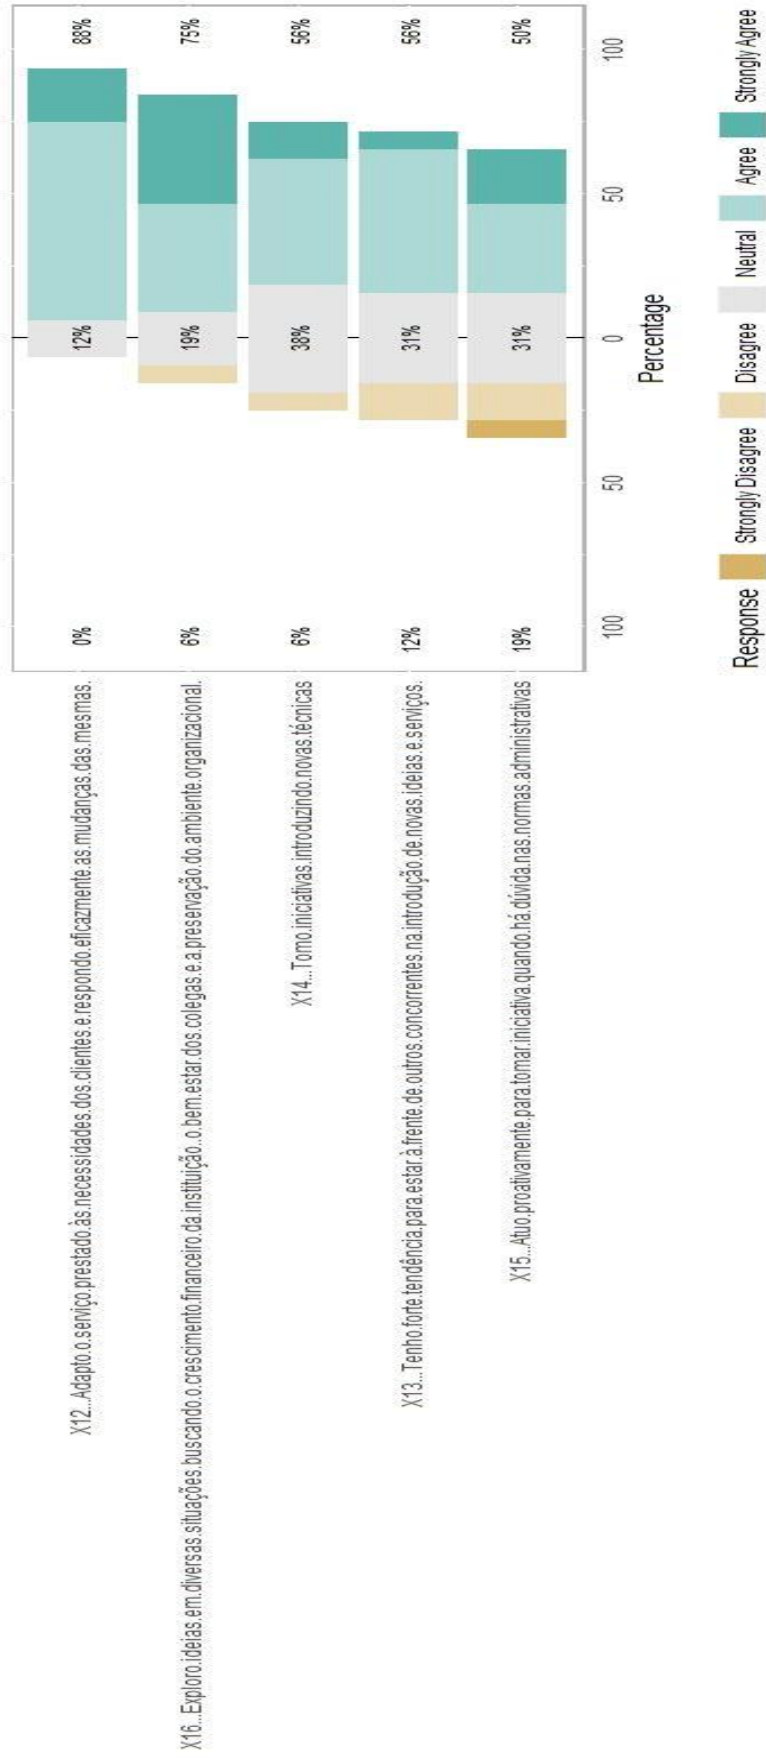 X12...Adapto.o.serviço.prestado.às.necessidades.dos.clientes.e.respondo.eficazmente.as.mudanças.das.mesmas.
0%
12%
88%
X16...Exploro.ideias.em.diversas.situações.buscando.o.crescimento.financeiro.da.instituição..o.bem.estar.dos.colegas.e.a.preservação.do.ambiente.organizacional.
6%
19%
75%
X14...Tomo.iniciativas.introduzindo.novas.técnicas
6%
38%
56%
X13...Tenho.forte.tendência.para.estar.à.frente.de.outros.concorrentes.na.introdução.de.novas.ideias.e.serviços.
12%
31%
56%
X15...Atuo.proativamente.para.tomar.iniciativa.quando.há.dúvida.nas.normas.administrativas
19%
31%
50%
100 50 0 50 100
Percentage
Response Strongly Disagree Disagree Neutral Agree Strongly Agree